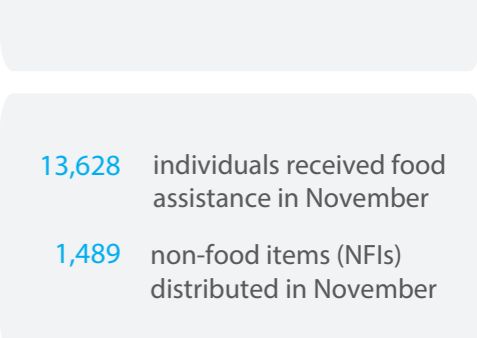 13,628 individuals received food
assistance in November
1,489 non-food items (NFIs)
distributed in November